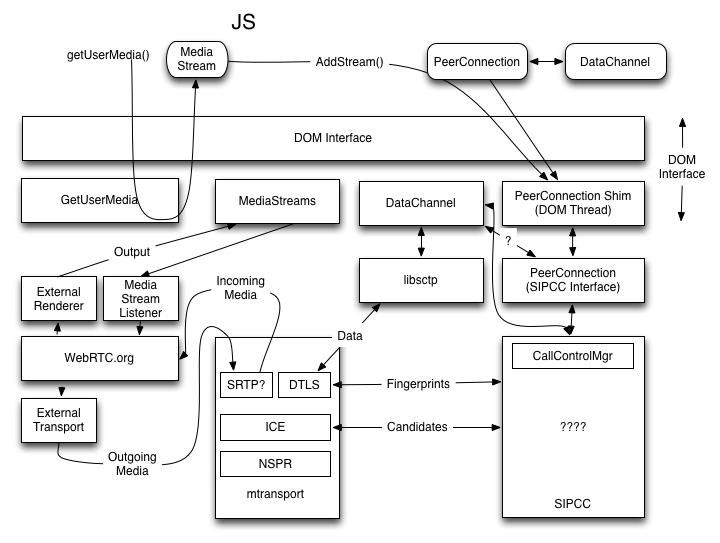 JS
getUserMedia()
Media
Stream
AddStream()
PeerConnection
DataChannel
DOM Interface
DOM
Interface
GetUserMedia
MediaStreams
DataChannel
PeerConnection Shim
(DOM Thread)
?
Output
External
Renderer
Media
Stream
Listener
Incoming
Media
libsctp
PeerConnection
(SIPCC Interface)
WebRTC.org
Data
CallControlMgr
SRTP?
DTLS
Fingerprints
External
Transport
ICE
Candidates
????
Outgoing
Media
NSPR
mtransport
SIPCC